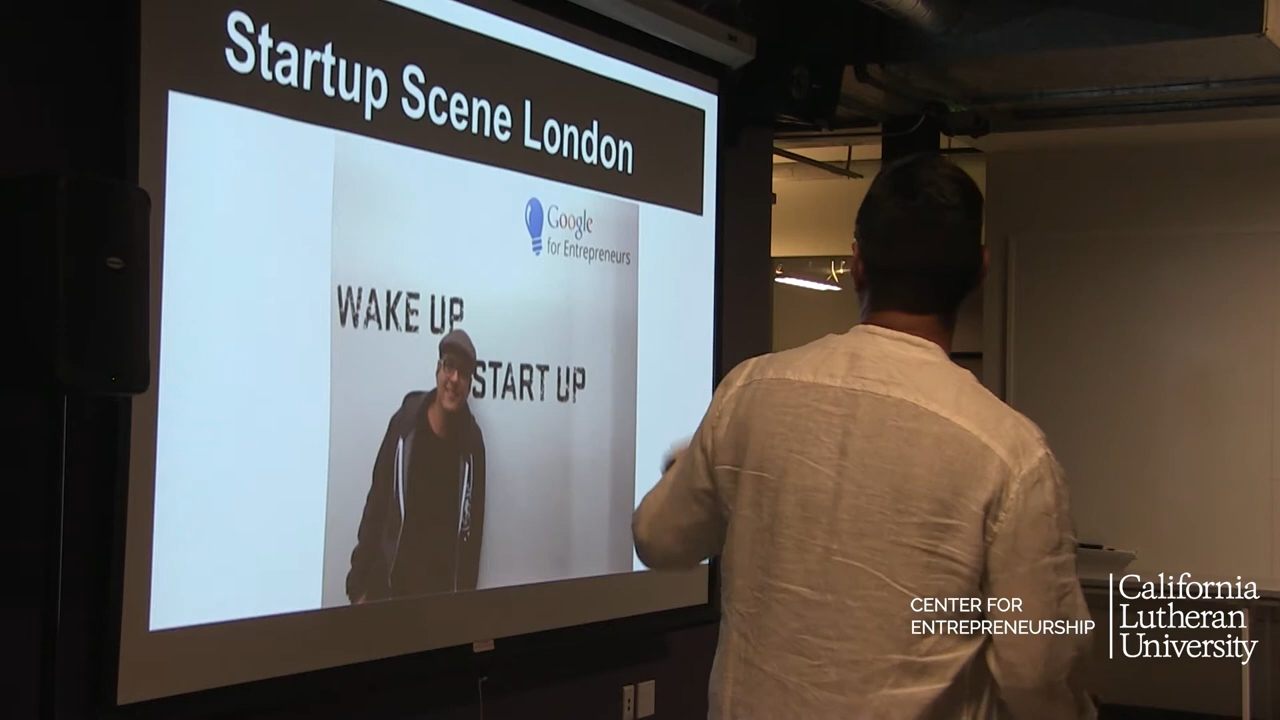 Startup Scene London
Google
for Entrepreneurs
WAKE UP
START UP
CENTER FOR
ENTREPRENEURSHIP
California
Lutheran
University